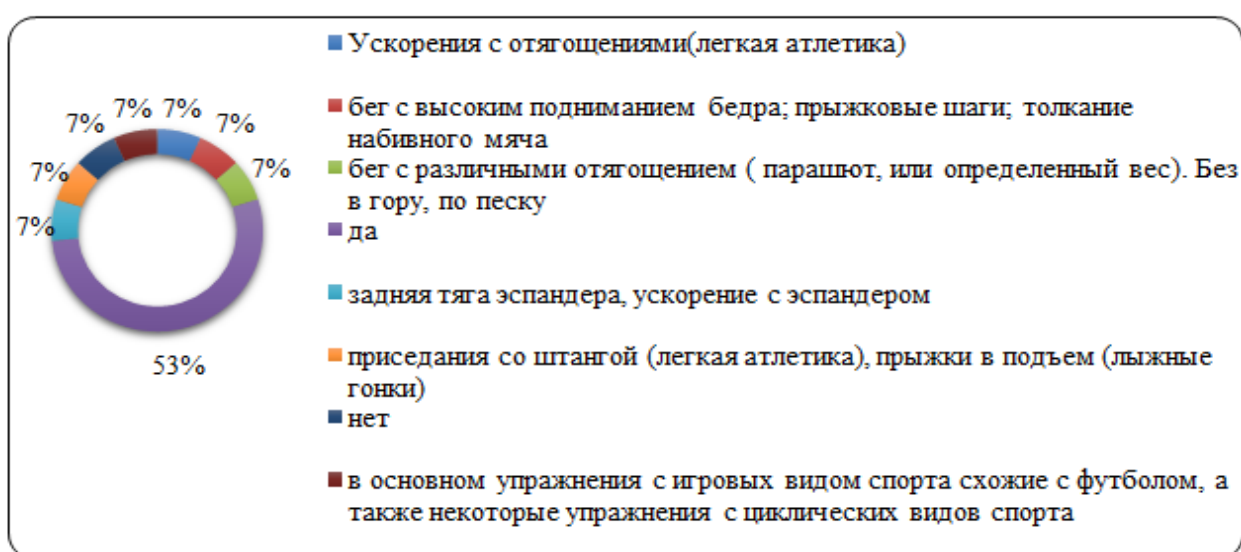 7% 7%
7% 7%
7% 7%
7%
53%
Ускорения с отягощениями(легкая атлетика)
бег с высоким подниманием бедра; прыжковые шаги; толкание
набивного мяча
бег с различными отягощением ( парашют, или определенный вес). Без
в гору, по песку
да
задняя тяга эспандера, ускорение с эспандером
приседания со штангой (легкая атлетика), прыжки в подъем (лыжные
гонки)
нет
в основном упражнения с игровых видом спорта схожие с футболом, а
также некоторые упражнения с циклических видов спорта